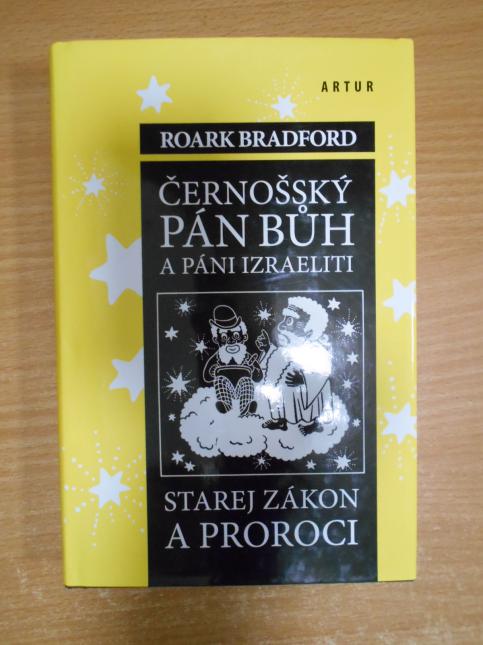 ARTUR
ROARK BRADFORD
ČERNOŠSKÝ
PÁN BŮH
A PÁNI IZRAELITI
STAREJ ZÁKON
A PROROCI